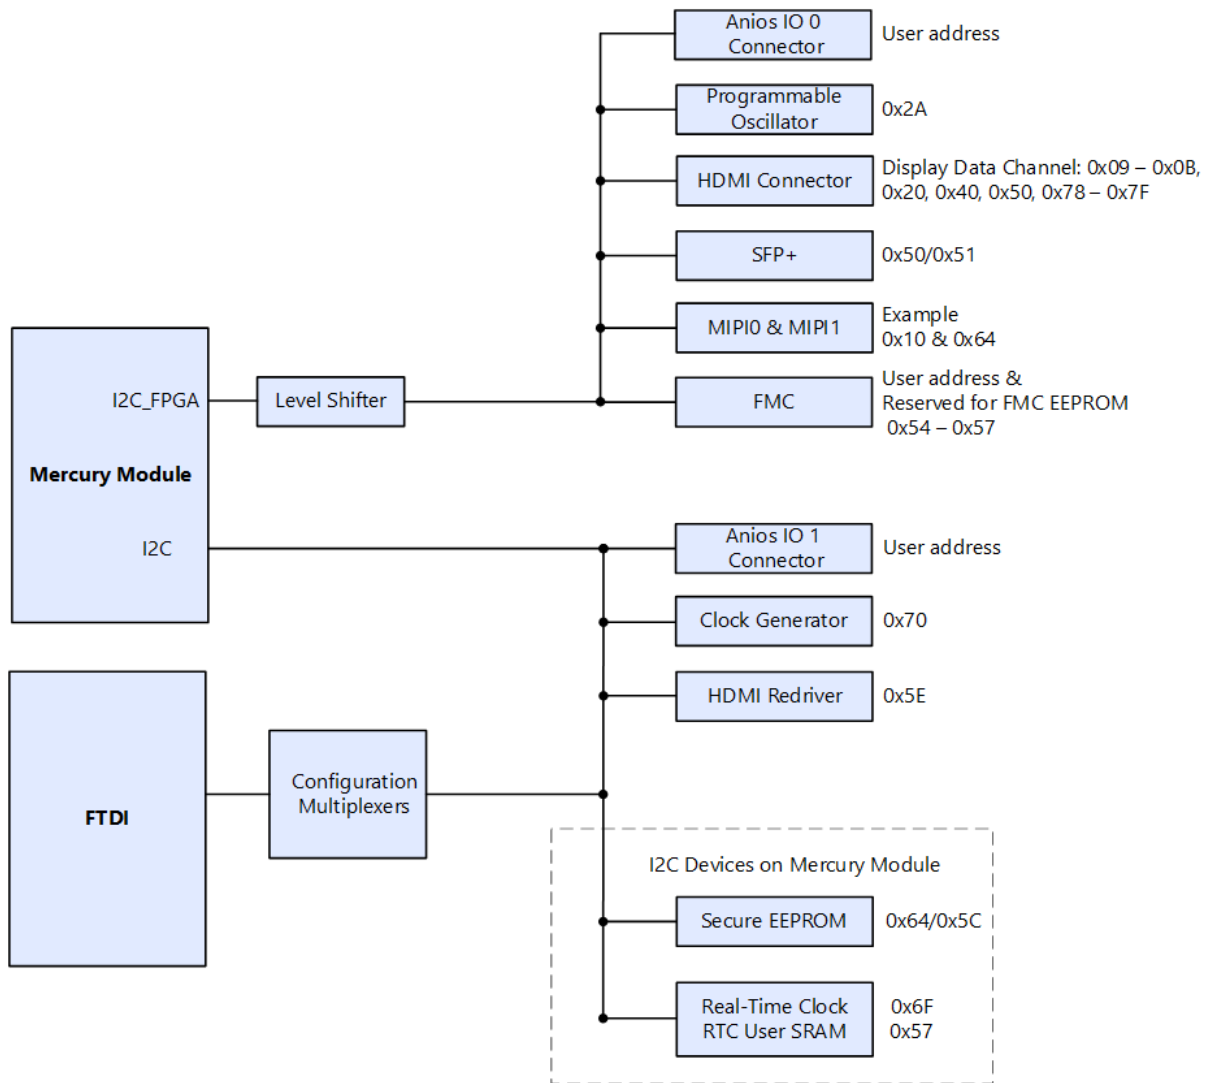 Anios IO 0
Connector
User address
Programmable
Oscillator
0x2A
HDMI Connector
Display Data Channel: 0x09 – 0x0B,
0x20, 0x40, 0x50, 0x78 – 0x7F
SFP+
0x50/0x51
MIPI0 & MIPI1
Example
0x10 & 0x64
I2C_FPGA
Level Shifter
FMC
User address &
Reserved for FMC EEPROM
0x54 – 0x57
Mercury Module
I2C
Anios IO 1
Connector
User address
Clock Generator
0x70
HDMI Redriver
0x5E
FTDI
Configuration
Multiplexers
I2C Devices on Mercury Module
Secure EEPROM
0x64/0x5C
Real-Time Clock
RTC User SRAM
0x6F
0x57